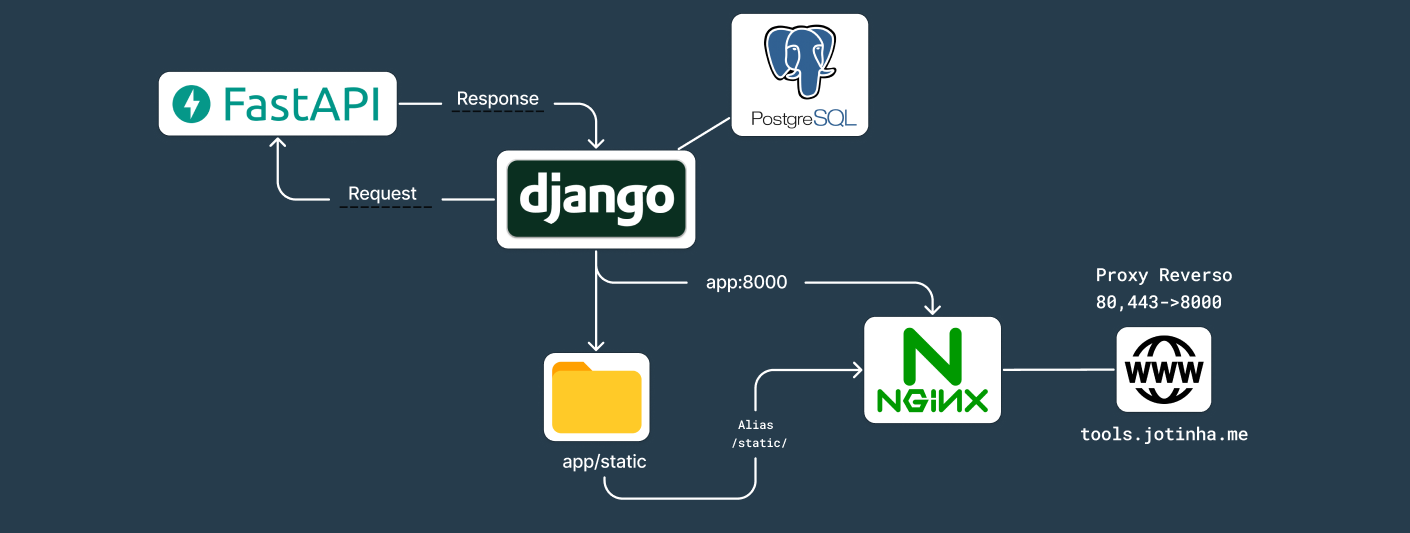 PostgreSQL
FastAPI
Response
Request
django
app:8000
Proxy Reverso
80,443->8000
NGiNX
WWW
tools.jotinha.me
Alias
/static/
app/static